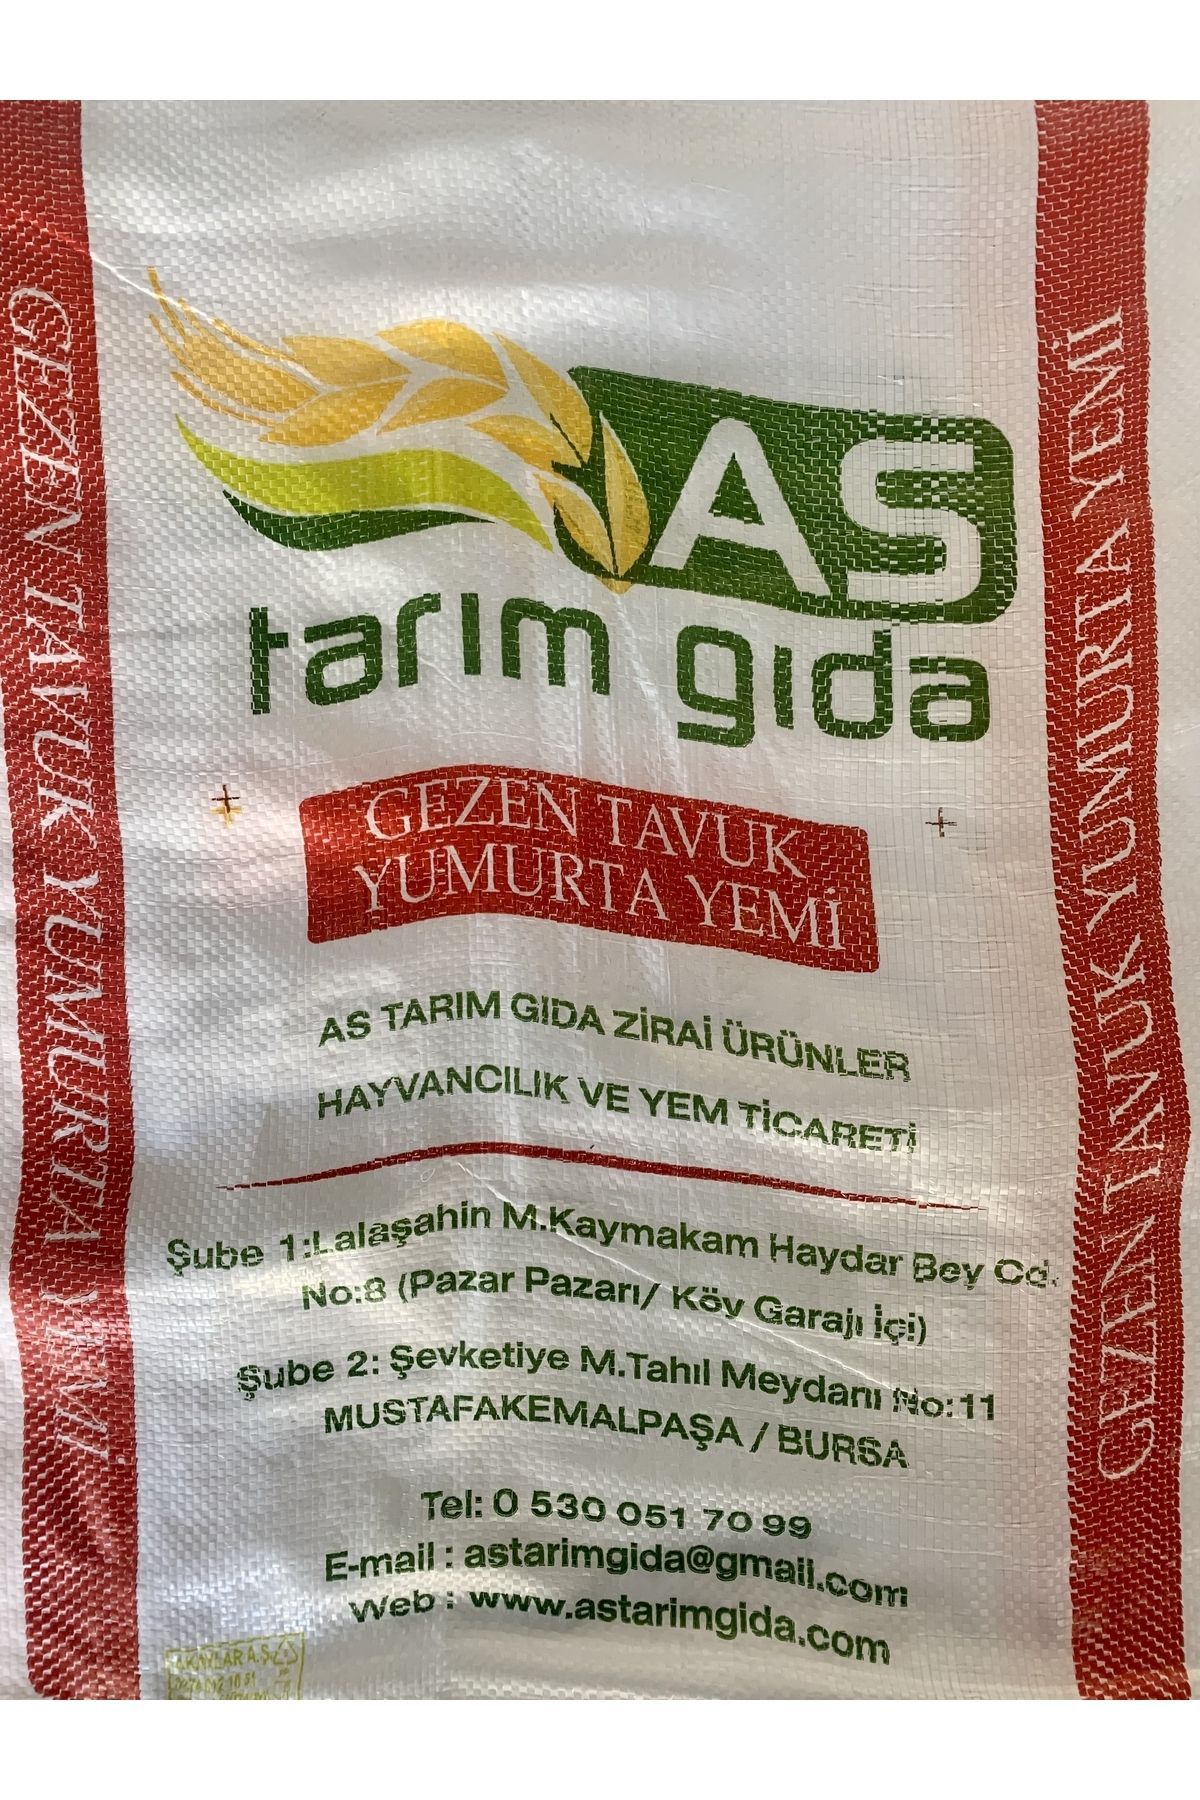 AS
tarım gıda
GEZEN TAVUK
YUMURTA YEMİ
AS TARIM GIDA ZİRAİ ÜRÜNLER
HAYVANCILIK VE YEM TİCARETİ
Şube 1:Lalaşahin M.Kaymakam Haydar Bey Cd.
No:8 (Pazar Pazarı/ Köy Garajı İçi)
Şube 2: Şevketiye M.Tahıl Meydanı No:11
MUSTAFAKEMALPAŞA / BURSA
Tel: 0 530 051 70 99
E-mail : astarimgida@gmail.com
Web : www.astarimgida.com
GEZEN TAVUK YUMURTA YEMİ
GEZEN TAVUK YUMURTA YEMİ
AKAYLAR A.Ş.